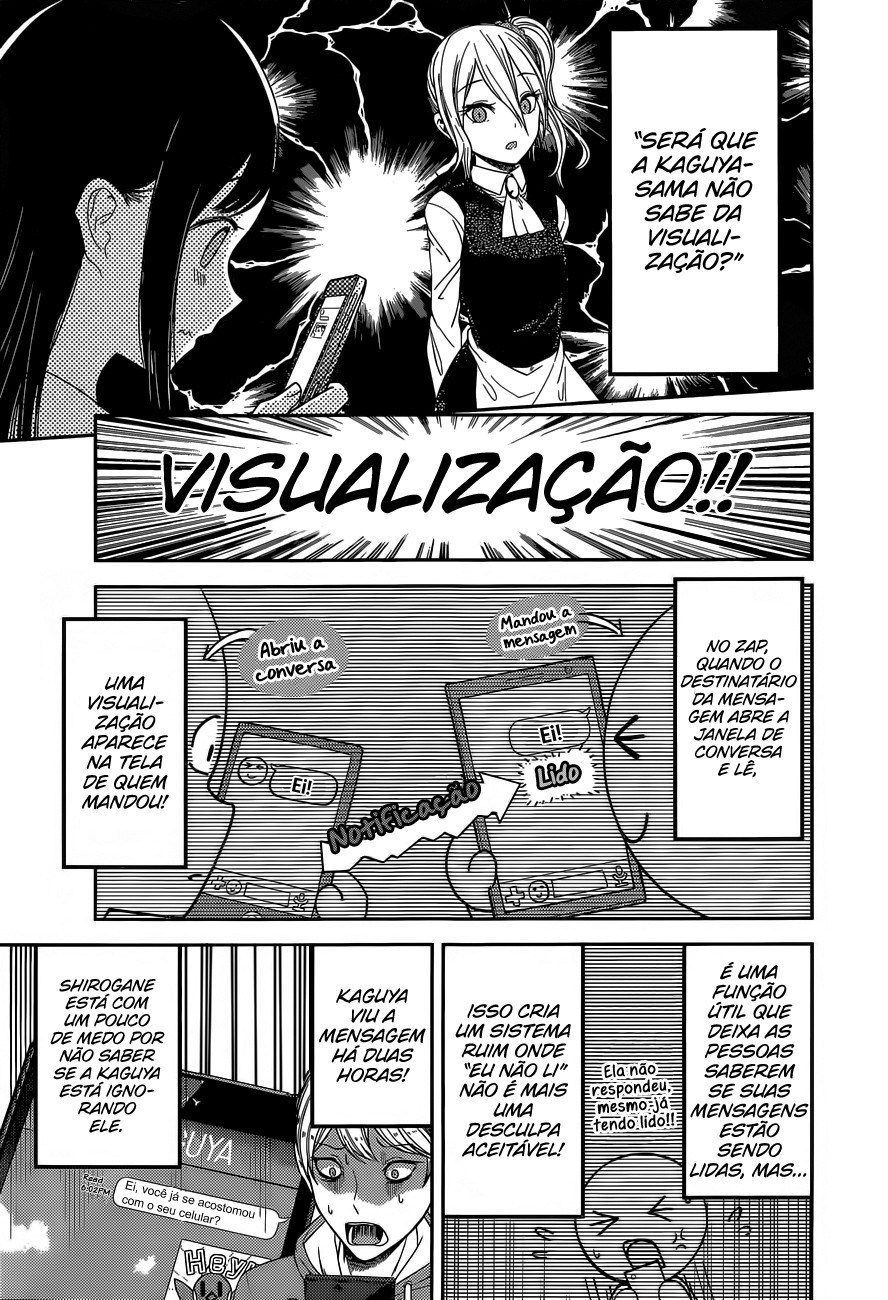 "SERÁ QUE
A KAGUYA-
SAMA NÃO
SABE DA
VISUALI-
ZAÇÃO?"
VISUALIZAÇÃO!!
NO ZAP,
QUANDO O
DESTINATÁRIO
DA MENSA-
GEM ABRE A
JANELA DE
CONVERSA
E LÊ,
Mandou a
mensagem
Ei!
Lido
Notificação
Abriu a
conversa
Ei!
UMA
VISUALI-
ZAÇÃO
APARECE
NA TELA
DE QUEM
MANDOU!
É UMA
FUNÇÃO
ÚTIL QUE
DEIXA AS
PESSOAS
SABEREM
SE SUAS
MENSAGENS
ESTÃO
SENDO
LIDAS, MAS...
Ela não
respondeu,
mesmo já
tendo lido!!
ISSO CRIA
UM SISTEMA
RUIM ONDE
"EU NÃO LI"
NÃO É MAIS
UMA
DESCULPA
ACEITÁVEL!
KAGUYA
VIU A
MENSAGEM
HÁ DUAS
HORAS!
SHIROGANE
ESTÁ COM
UM POUCO
DE MEDO POR
NÃO SABER
SE A KAGUYA
ESTÁ IGNO-
RANDO
ELE.
GUYA
Read
6:02PM
Ei, você já se acostomou
com o seu celular?
Hey!